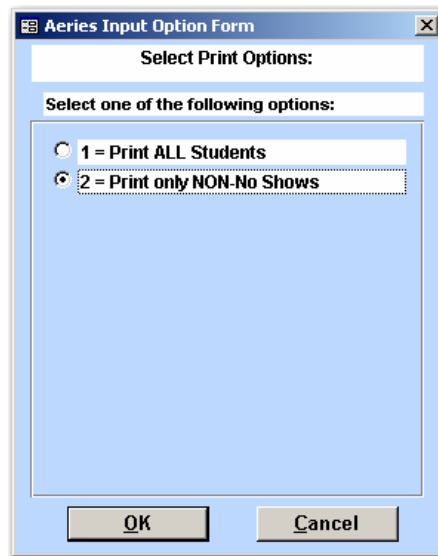 Aeries Input Option Form
Select Print Options:
Select one of the following options:
1 = Print ALL Students
2 = Print only NON-No Shows
OK
Cancel